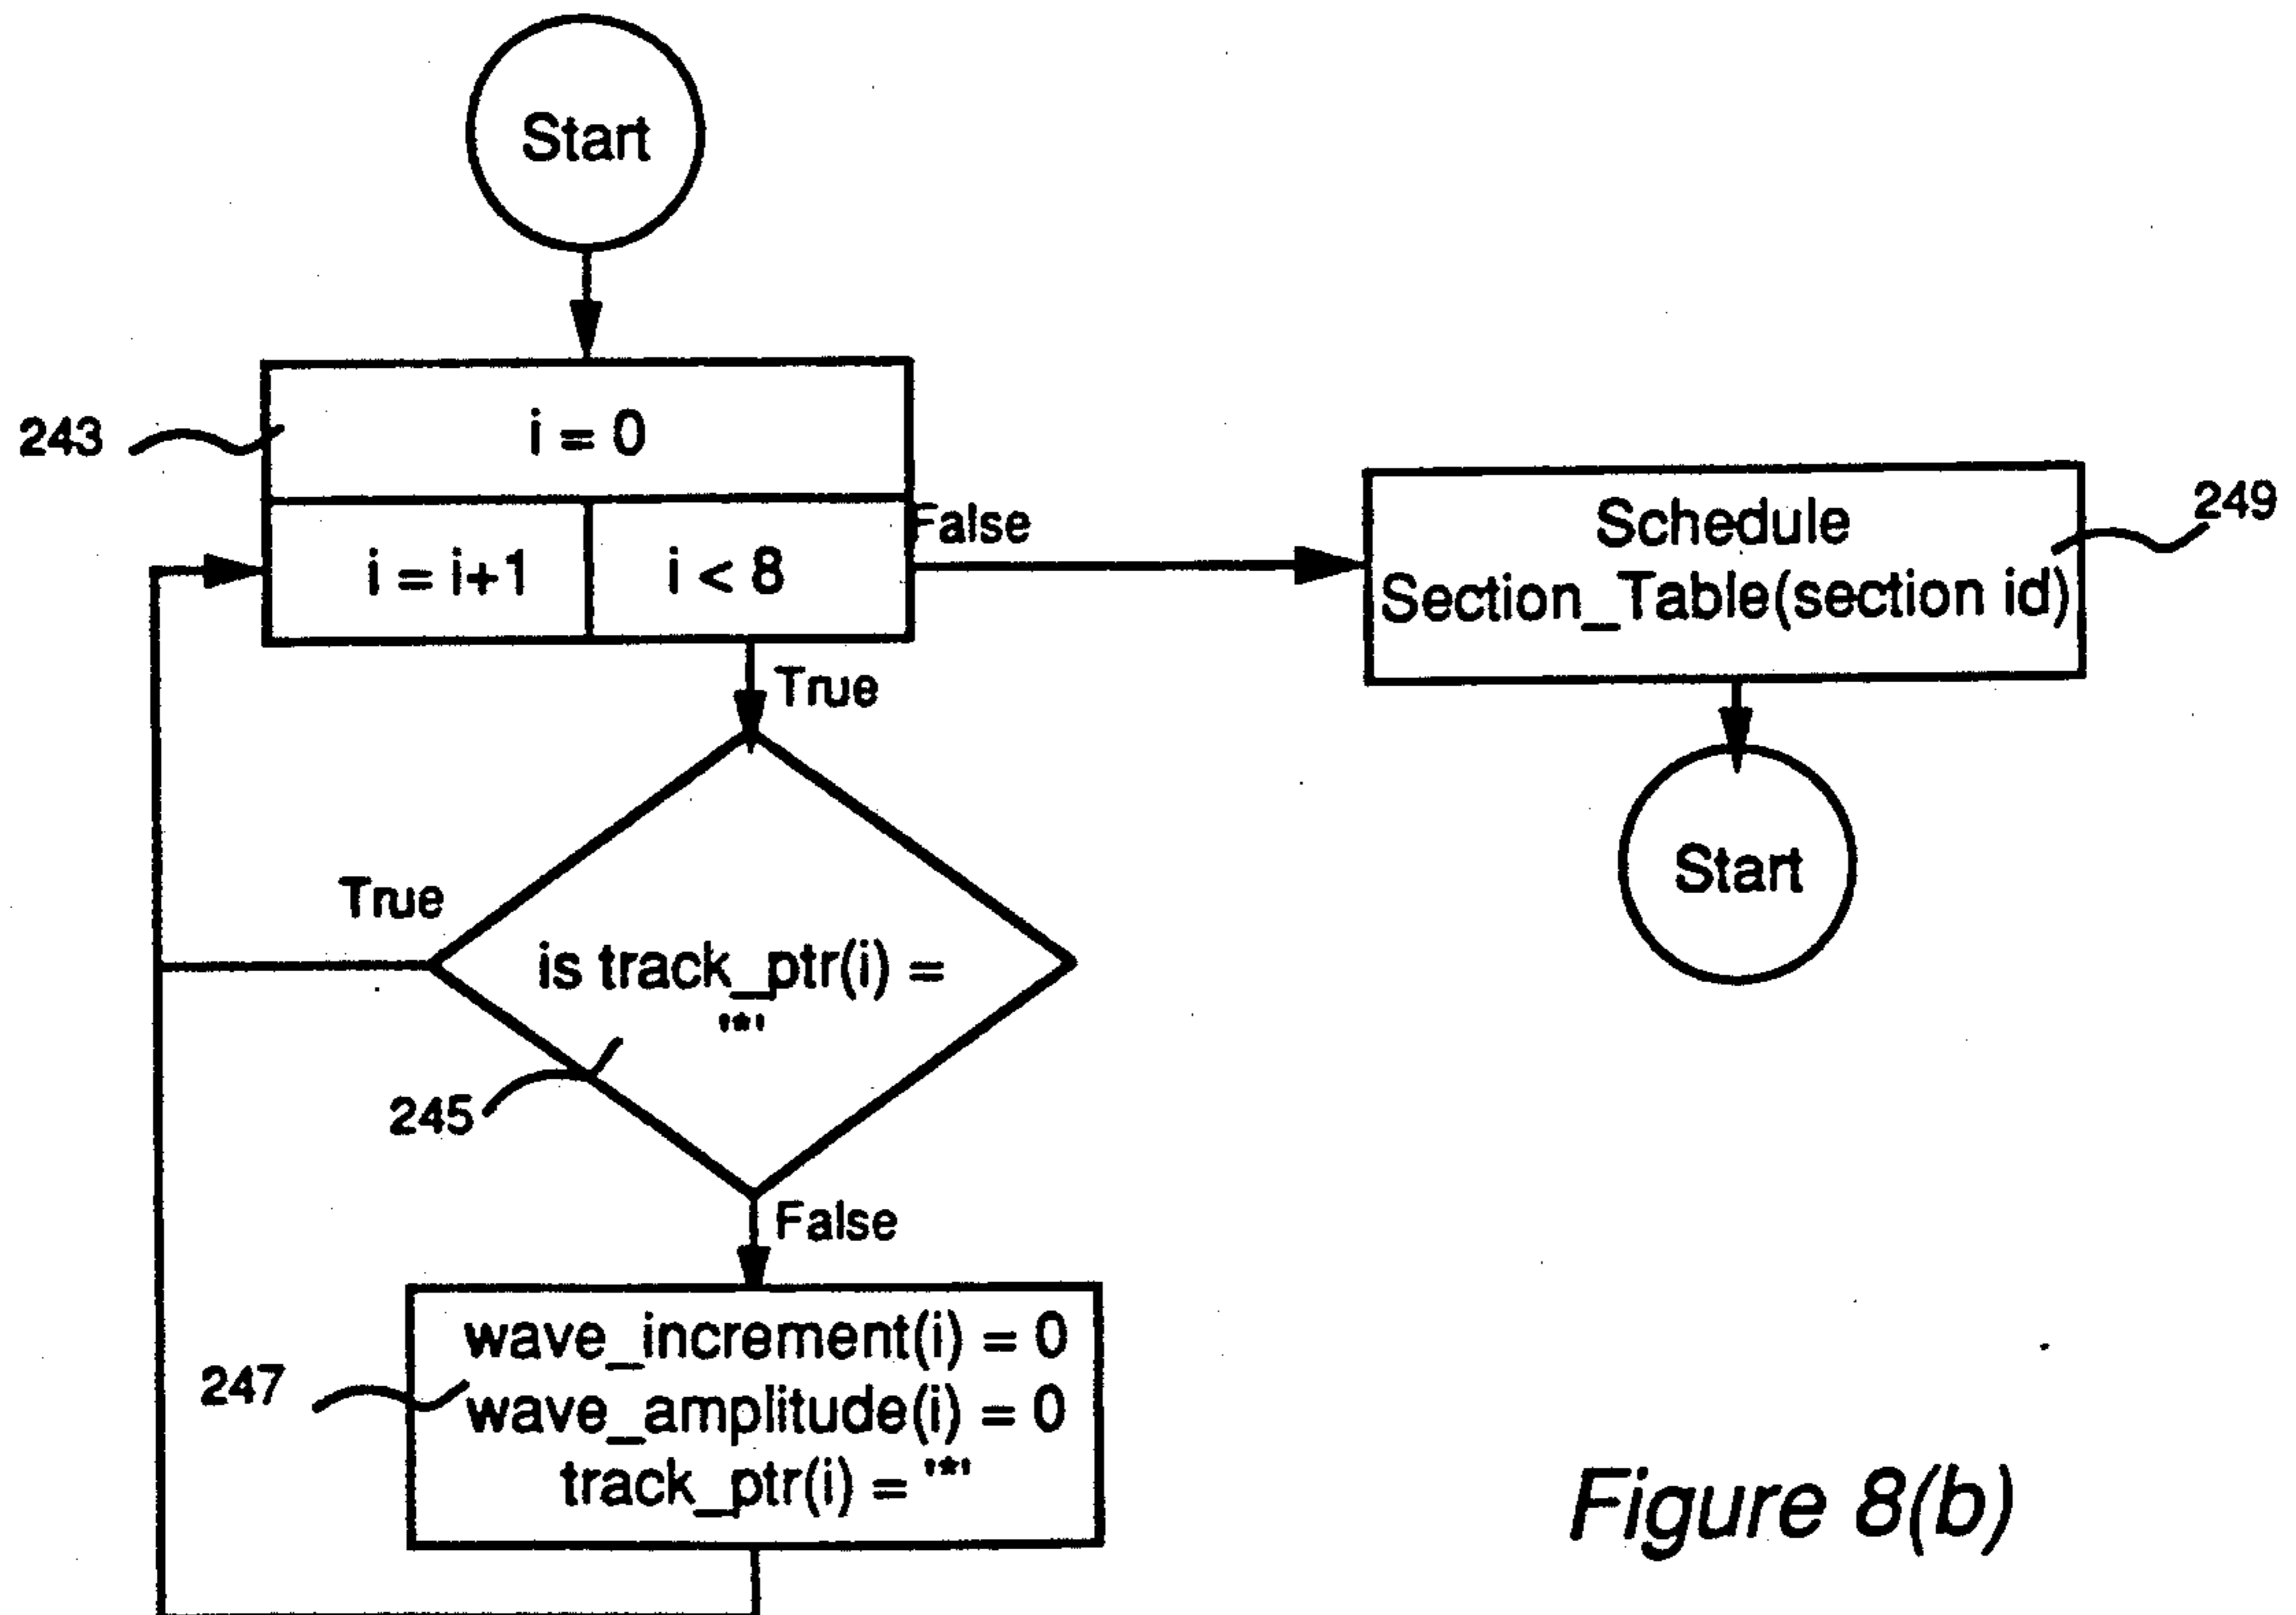 Start
243
i = 0
i = i+1
i < 8
False
Schedule
Section_Table(section id)
249
True
Start
True
is track_ptr(i) =
'*'
245
False
wave_increment(i) = 0
wave_amplitude(i) = 0
track_ptr(i) = '*'
247
Figure 8(b)